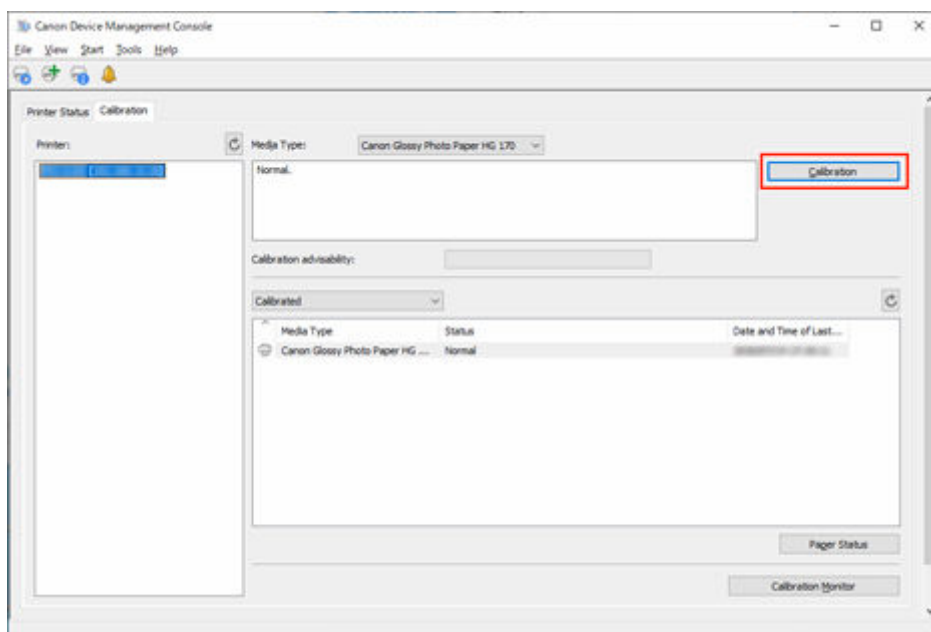 Canon Device Management Console
File View Start Tools Help
Printer Status Calibration
Printer: Media Type: Canon Glossy Photo Paper HG 170
Normal. Calibration
Calibration advisability:
Calibrated
Media Type Status Date and Time of Last...
Canon Glossy Photo Paper HG ... Normal
Paper Status
Calibration Monitor